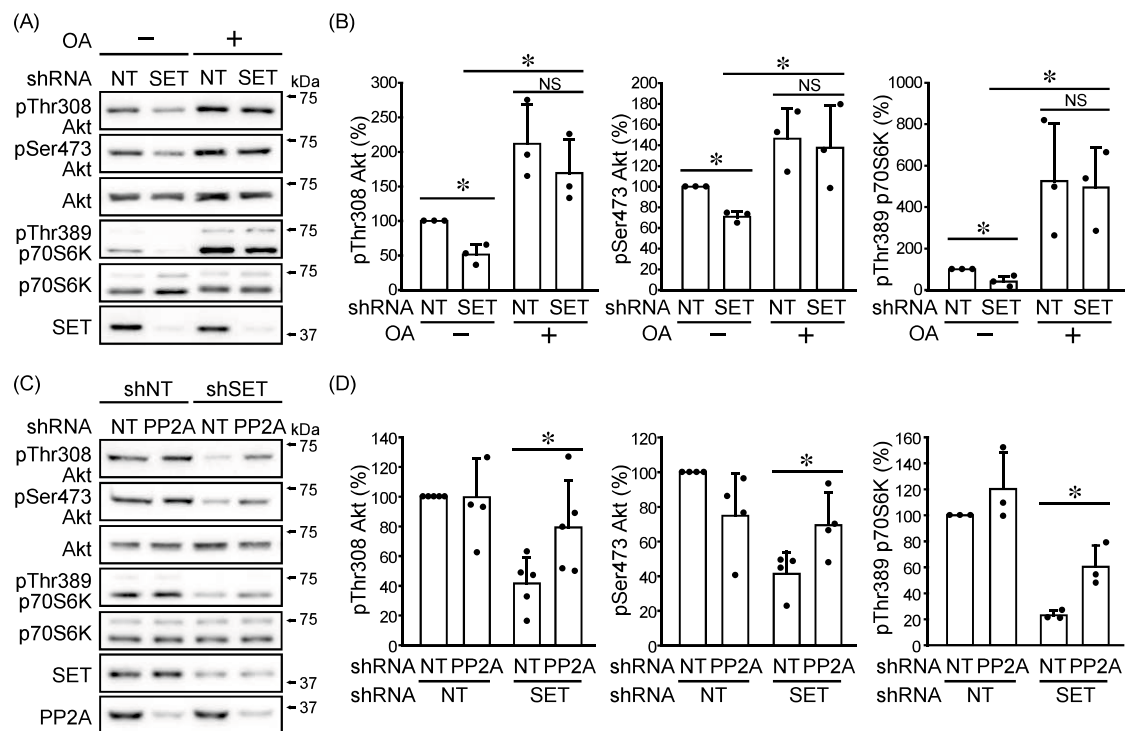 (A)
OA − +
shRNA NT SET NT SET kDa
pThr308 Akt 75
pSer473 Akt 75
Akt 75
pThr389 p70S6K 75
p70S6K 75
SET 37
(B)
pThr308 Akt (%)
300
250
200
150
100
50
0
* * NS
shRNA NT SET NT SET
OA − +
pSer473 Akt (%)
200
180
160
140
120
100
80
60
40
20
0
* * NS
shRNA NT SET NT SET
OA − +
pThr389 p70S6K (%)
1000
800
600
400
200
0
* * NS
shRNA NT SET NT SET
OA − +
(C)
shNT shSET
shRNA NT PP2A NT PP2A kDa
pThr308 Akt 75
pSer473 Akt 75
Akt 75
pThr389 p70S6K 75
p70S6K 75
SET 37
PP2A 37
(D)
pThr308 Akt (%)
140
120
100
80
60
40
20
0
*
shRNA NT PP2A NT PP2A
shRNA NT SET
pSer473 Akt (%)
120
100
80
60
40
20
0
*
shRNA NT PP2A NT PP2A
shRNA NT SET
pThr389 p70S6K (%)
160
140
120
100
80
60
40
20
0
*
shRNA NT PP2A NT PP2A
shRNA NT SET